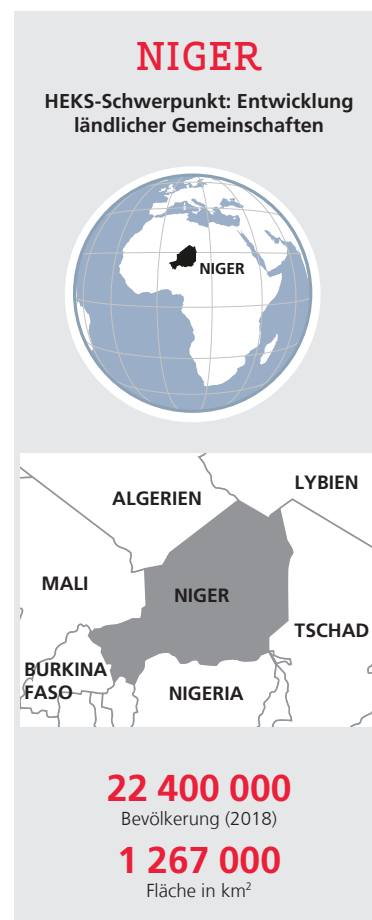 NIGER
HEKS-Schwerpunkt: Entwicklung
ländlicher Gemeinschaften
NIGER
LYBIEN
ALGERIEN
MALI
NIGER
TSCHAD
BURKINA
FASO
NIGERIA
22 400 000
Bevölkerung (2018)
1 267 000
Fläche in km²